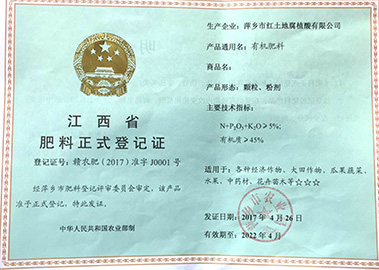 江西省
肥料正式登记证
登记证号：赣农肥（2017）准字J0001号
经萍乡市肥料登记评审委员会审定，该产
品准予正式登记，特此发证。
中华人民共和国农业部制
生产企业：萍乡市红土地腐植酸有限公司
产品通用名：有机肥料
商品名：
产品形态：颗粒、粉剂
主要技术指标：
N+P₂O₅+K₂O≥5%；
有机质≥45%
适用于：各种经济作物、大田作物、瓜果蔬菜、
水果、中药材、花卉苗木等☆☆☆
发证日期：2017年4月26日
有效期至：2022年4月